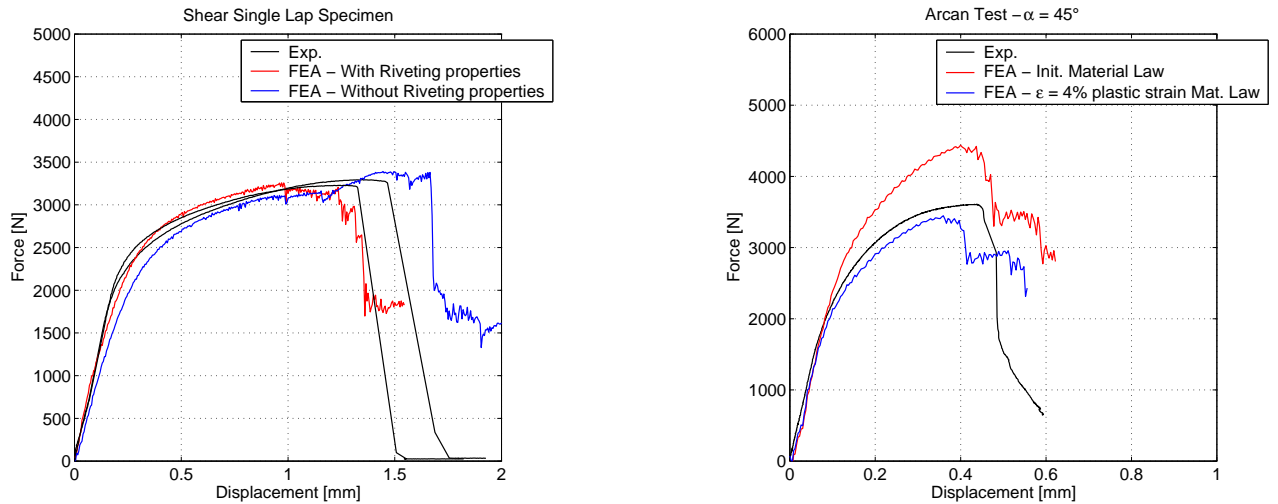 Shear Single Lap Specimen
5000
4500
4000
3500
3000
2500
2000
1500
1000
500
0
Force [N]
Exp.
FEA – With Riveting properties
FEA – Without Riveting properties
0
0.5
1
1.5
2
Displacement [mm]
Arcan Test – α = 45°
6000
5000
4000
3000
2000
1000
0
Force [N]
Exp.
FEA – Init. Material Law
FEA – ε = 4% plastic strain Mat. Law
0
0.2
0.4
0.6
0.8
1
Displacement [mm]